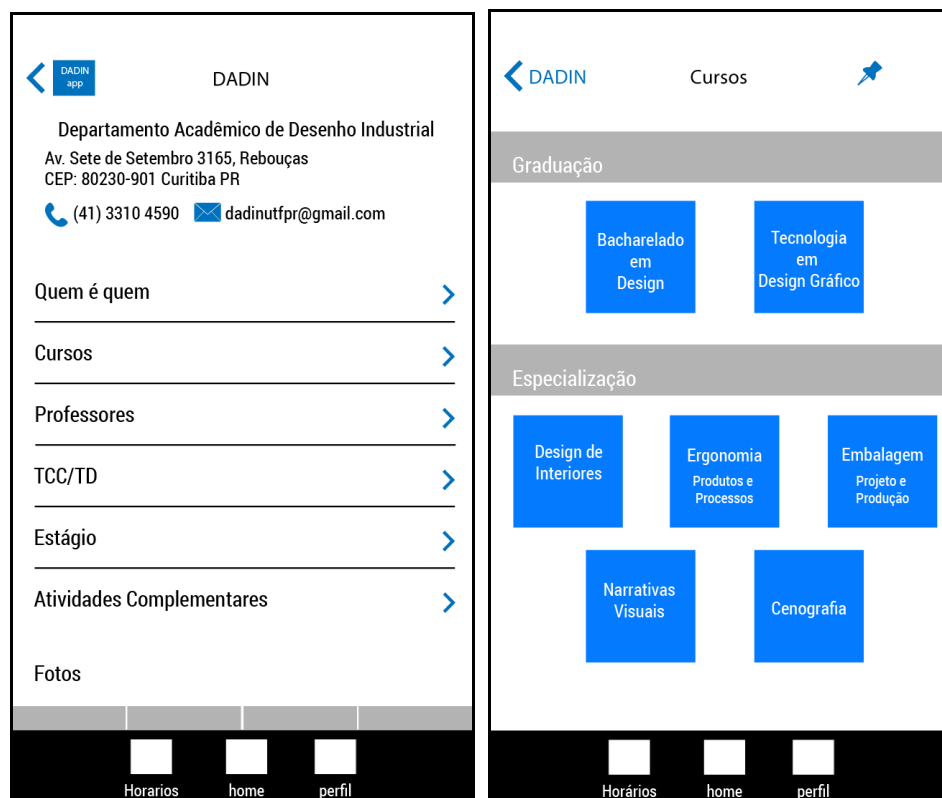 DADIN
app
DADIN
Departamento Acadêmico de Desenho Industrial
Av. Sete de Setembro 3165, Rebouças
CEP: 80230-901 Curitiba PR
(41) 3310 4590 dadinutfpr@gmail.com
Quem é quem
Cursos
Professores
TCC/TD
Estágio
Atividades Complementares
Fotos
Horarios home perfil
DADIN Cursos
Graduação
Bacharelado
em
Design
Tecnologia
em
Design Gráfico
Especialização
Design de
Interiores
Ergonomia
Produtos e
Processos
Embalagem
Projeto e
Produção
Narrativas
Visuais
Cenografia
Horários home perfil